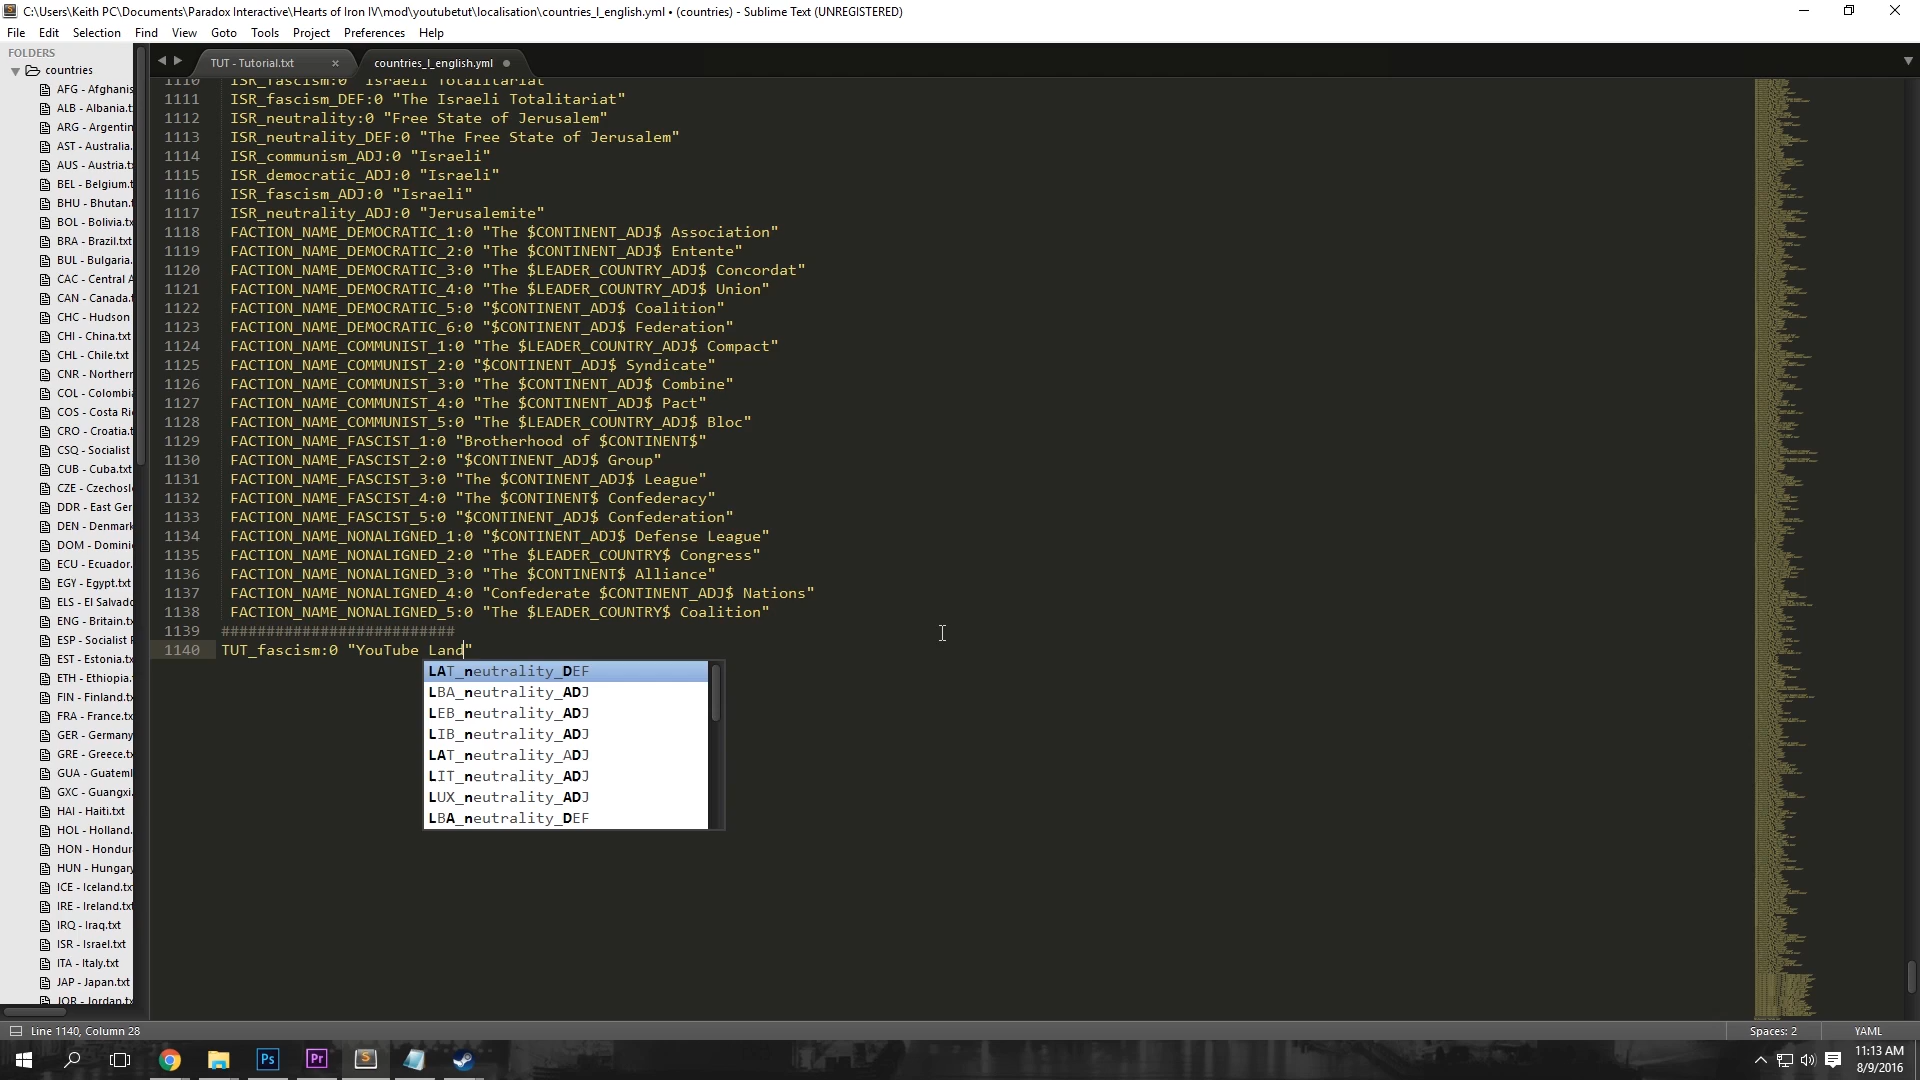 C:\Users\Keith PC\Documents\Paradox Interactive\Hearts of Iron IV\mod\youtubetut\localisation\countries_l_english.yml • (countries) - Sublime Text (UNREGISTERED)
File Edit Selection Find View Goto Tools Project Preferences Help
FOLDERS
countries
AFG - Afghanis
ALB - Albania.t
ARG - Argentin
AST - Australia.
AUS - Austria.t
BEL - Belgium.t
BHU - Bhutan.
BOL - Bolivia.t
BRA - Brazil.txt
BUL - Bulgaria.
CAC - Central A
CAN - Canada.
CHC - Hudson
CHI - China.txt
CHL - Chile.txt
CNR - Northern
COL - Colombia
COS - Costa Ri
CRO - Croatia.t
CSQ - Socialist
CUB - Cuba.txt
CZE - Czechosl
DDR - East Ger
DEN - Denmark
DOM - Domini
ECU - Ecuador.
EGY - Egypt.txt
ELS - El Salvado
ENG - Britain.t
ESP - Socialist
EST - Estonia.t
ETH - Ethiopia.
FIN - Finland.t
FRA - France.tx
GER - Germany
GRE - Greece.tx
GUA - Guateml
GXC - Guangxi.
HAI - Haiti.txt
HOL - Holland.
HON - Hondur
HUN - Hungary
ICE - Iceland.tx
IRE - Ireland.txt
IRQ - Iraq.txt
ISR - Israel.txt
ITA - Italy.txt
JAP - Japan.txt
JOR - Jordan.tx
TUT - Tutorial.txt ×
countries_l_english.yml
1110 ISR_fascism:0 "Israeli Totalitariat"
1111 ISR_fascism_DEF:0 "The Israeli Totalitariat"
1112 ISR_neutrality:0 "Free State of Jerusalem"
1113 ISR_neutrality_DEF:0 "The Free State of Jerusalem"
1114 ISR_communism_ADJ:0 "Israeli"
1115 ISR_democratic_ADJ:0 "Israeli"
1116 ISR_fascism_ADJ:0 "Israeli"
1117 ISR_neutrality_ADJ:0 "Jerusalemite"
1118 FACTION_NAME_DEMOCRATIC_1:0 "The $CONTINENT_ADJ$ Association"
1119 FACTION_NAME_DEMOCRATIC_2:0 "The $CONTINENT_ADJ$ Entente"
1120 FACTION_NAME_DEMOCRATIC_3:0 "The $LEADER_COUNTRY_ADJ$ Concordat"
1121 FACTION_NAME_DEMOCRATIC_4:0 "The $LEADER_COUNTRY_ADJ$ Union"
1122 FACTION_NAME_DEMOCRATIC_5:0 "$CONTINENT_ADJ$ Coalition"
1123 FACTION_NAME_DEMOCRATIC_6:0 "$CONTINENT_ADJ$ Federation"
1124 FACTION_NAME_COMMUNIST_1:0 "The $LEADER_COUNTRY_ADJ$ Compact"
1125 FACTION_NAME_COMMUNIST_2:0 "$CONTINENT_ADJ$ Syndicate"
1126 FACTION_NAME_COMMUNIST_3:0 "The $CONTINENT_ADJ$ Combine"
1127 FACTION_NAME_COMMUNIST_4:0 "The $CONTINENT_ADJ$ Pact"
1128 FACTION_NAME_COMMUNIST_5:0 "The $LEADER_COUNTRY_ADJ$ Bloc"
1129 FACTION_NAME_FASCIST_1:0 "Brotherhood of $CONTINENT$"
1130 FACTION_NAME_FASCIST_2:0 "$CONTINENT_ADJ$ Group"
1131 FACTION_NAME_FASCIST_3:0 "The $CONTINENT_ADJ$ League"
1132 FACTION_NAME_FASCIST_4:0 "The $CONTINENT$ Confederacy"
1133 FACTION_NAME_FASCIST_5:0 "$CONTINENT_ADJ$ Confederation"
1134 FACTION_NAME_NONALIGNED_1:0 "$CONTINENT_ADJ$ Defense League"
1135 FACTION_NAME_NONALIGNED_2:0 "The $LEADER_COUNTRY$ Congress"
1136 FACTION_NAME_NONALIGNED_3:0 "The $CONTINENT$ Alliance"
1137 FACTION_NAME_NONALIGNED_4:0 "Confederate $CONTINENT_ADJ$ Nations"
1138 FACTION_NAME_NONALIGNED_5:0 "The $LEADER_COUNTRY$ Coalition"
1139 ##########################
1140 TUT_fascism:0 "YouTube Land"
LAT_neutrality_DEF
LBA_neutrality_ADJ
LEB_neutrality_ADJ
LIB_neutrality_ADJ
LAT_neutrality_ADJ
LIT_neutrality_ADJ
LUX_neutrality_ADJ
LBA_neutrality_DEF
Line 1140, Column 28
Spaces: 2
YAML
Ps
Pr
11:13 AM
8/9/2016